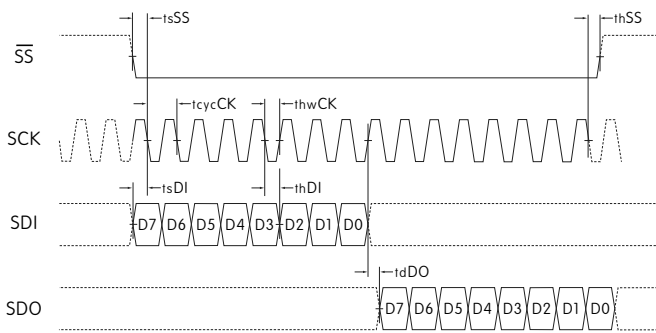 tsSS
thSS
SS
tcycCK
thwCK
SCK
tsDI
thDI
SDI
D7 D6 D5 D4 D3 D2 D1 D0
tdDO
SDO
D7 D6 D5 D4 D3 D2 D1 D0